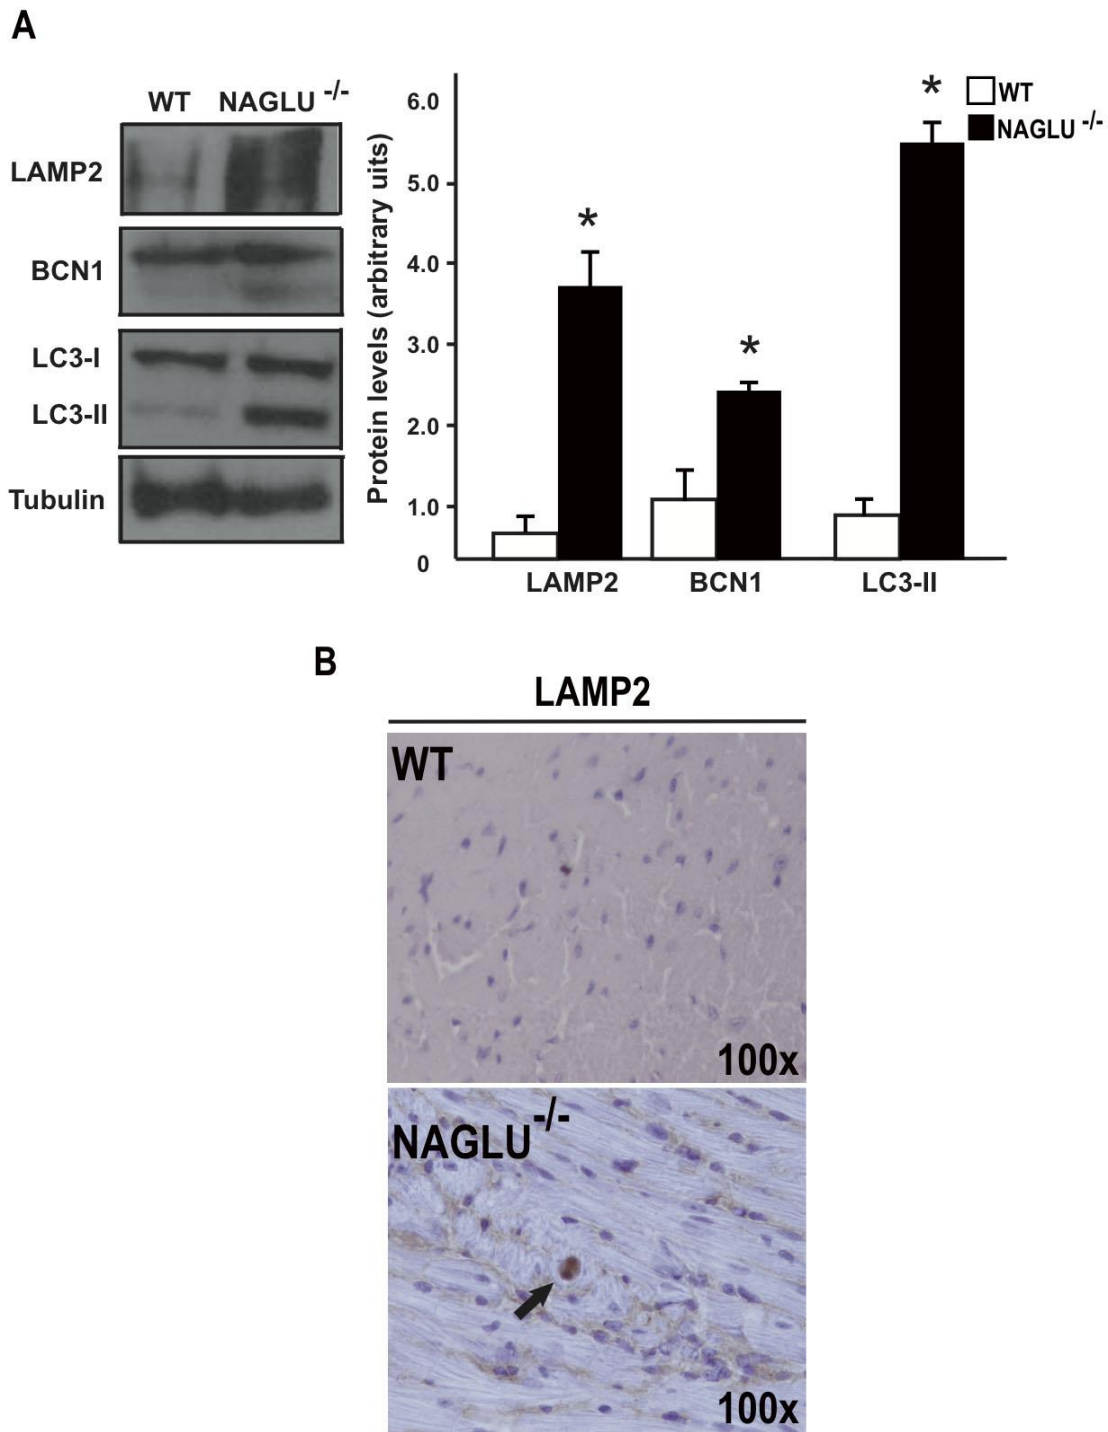 A
WT NAGLU -/-
LAMP2
BCN1
LC3-I
LC3-II
Tubulin
Protein levels (arbitrary uits)
6.0
5.0
4.0
3.0
2.0
1.0
0
*
*
*
WT
NAGLU -/-
LAMP2 BCN1 LC3-II
B
LAMP2
WT
100x
NAGLU -/-
100x